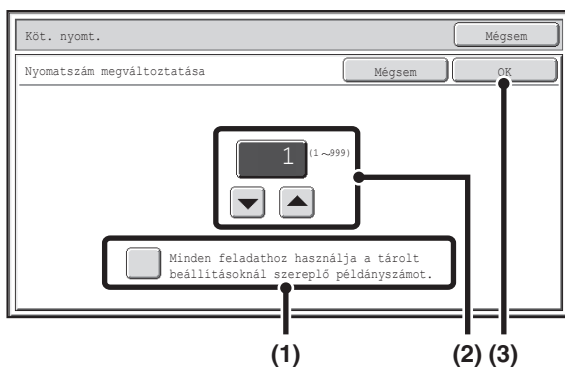 Köt. nyomt.
Mégsem
Nyomatszám megváltoztatása
Mégsem
OK
1
(1～999)
Minden feladathoz használja a tárolt
beállításoknál szereplő példányszámot.
(1)
(2) (3)